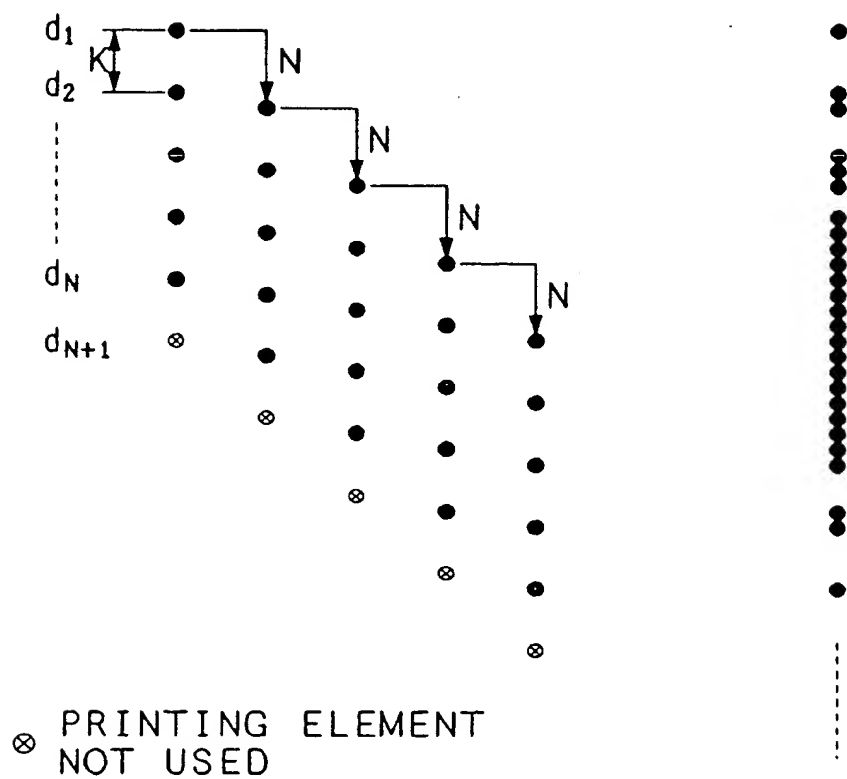 d1
K
N
d2
N
N
dN
N
dN+1
⊗ PRINTING ELEMENT
NOT USED